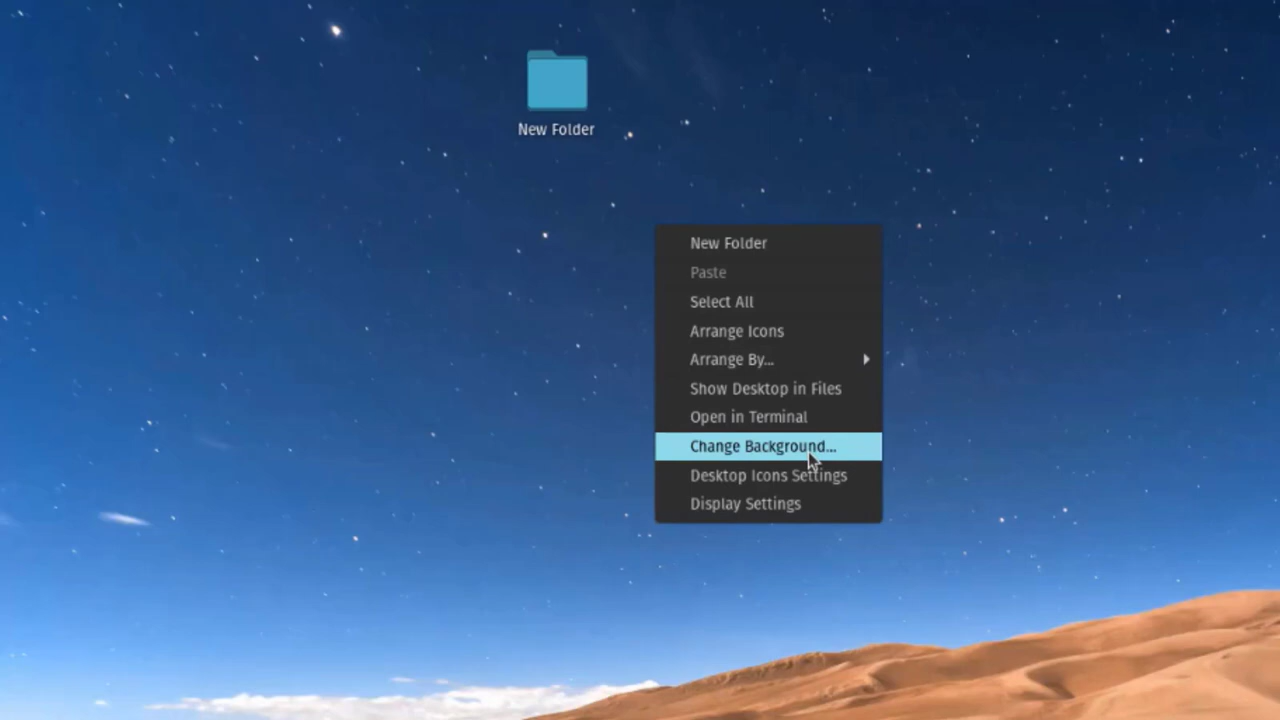 New Folder
New Folder
Paste
Select All
Arrange Icons
Arrange By...
Show Desktop in Files
Open in Terminal
Change Background...
Desktop Icons Settings
Display Settings